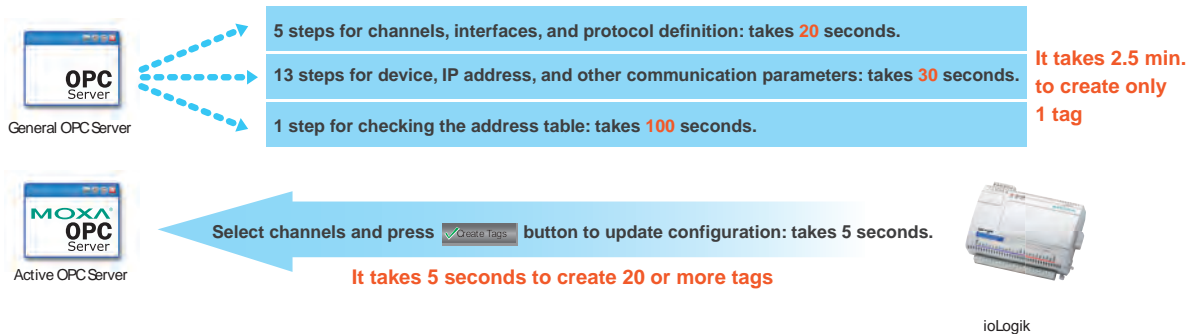 OPC
Server
General OPC Server
5 steps for channels, interfaces, and protocol definition: takes 20 seconds.
13 steps for device, IP address, and other communication parameters: takes 30 seconds.
1 step for checking the address table: takes 100 seconds.
It takes 2.5 min.
to create only
1 tag
MOXA
OPC
Server
Active OPC Server
Select channels and press Create Tags button to update configuration: takes 5 seconds.
It takes 5 seconds to create 20 or more tags
ioLogik